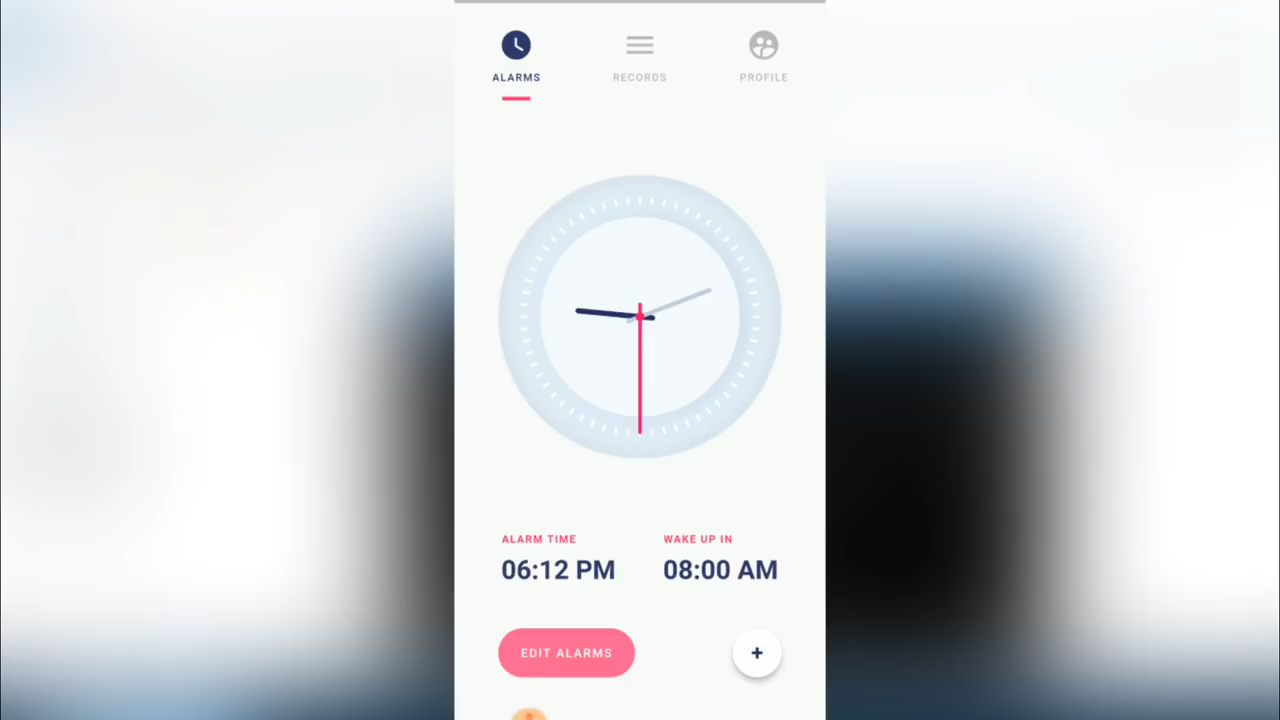 ALARMS RECORDS PROFILE
ALARM TIME WAKE UP IN
06:12 PM 08:00 AM
EDIT ALARMS +